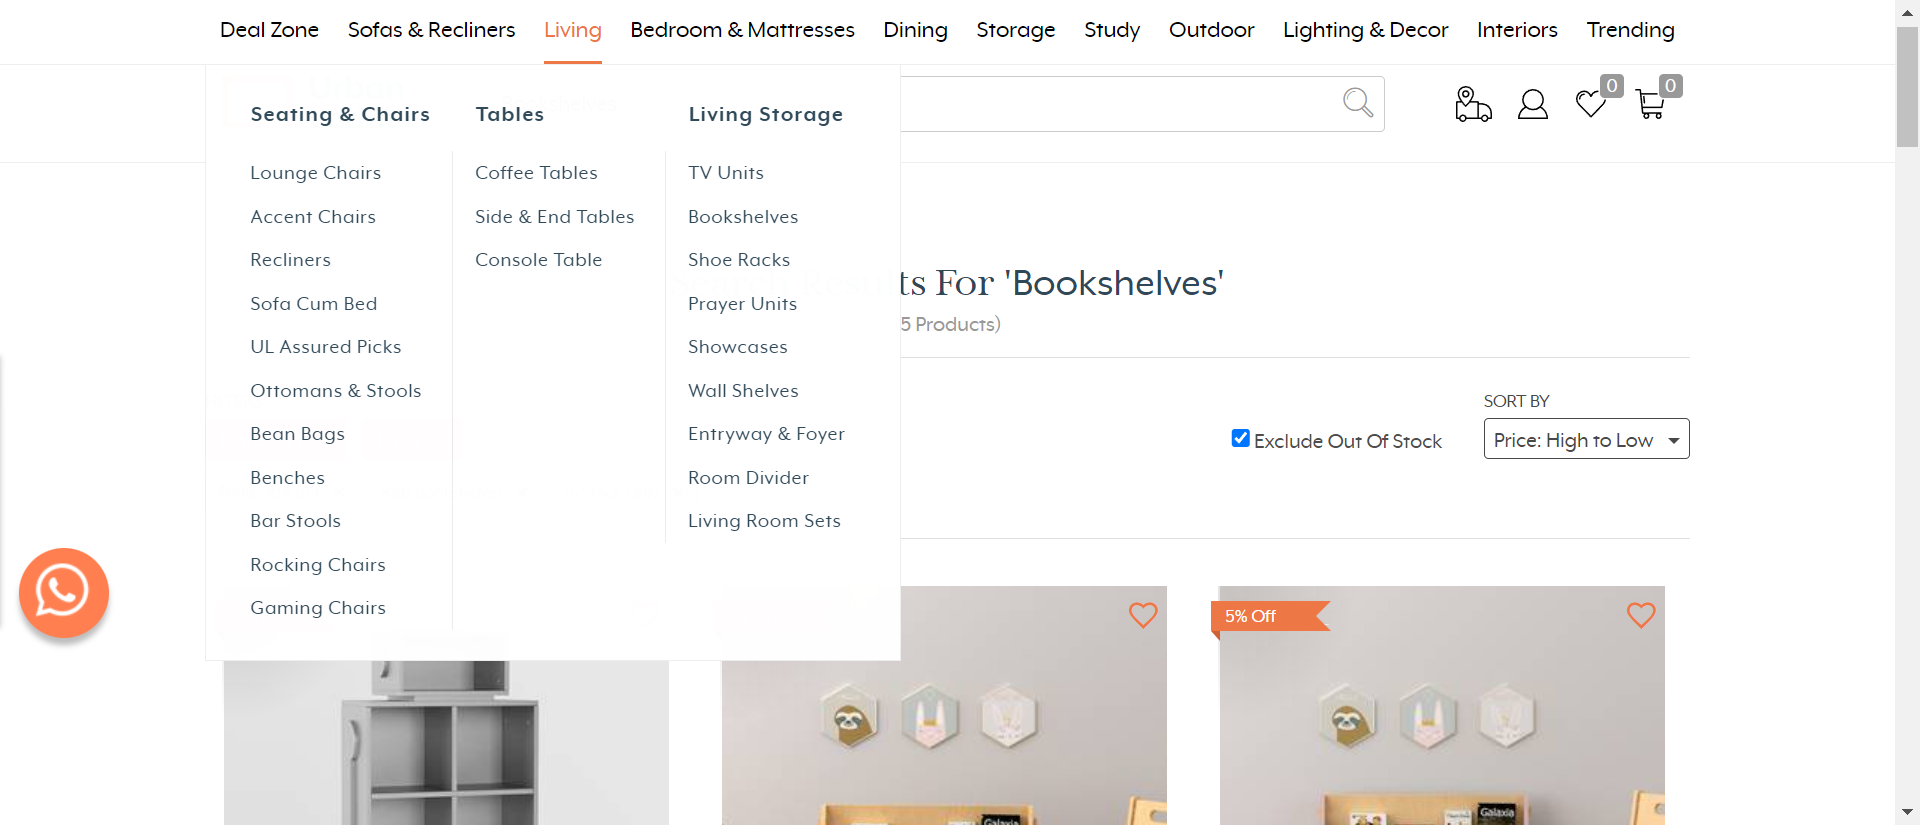 Deal Zone Sofas & Recliners Living Bedroom & Mattresses Dining Storage Study Outdoor Lighting & Decor Interiors Trending
0 0
Seating & Chairs Tables Living Storage
Lounge Chairs Coffee Tables TV Units
Accent Chairs Side & End Tables Bookshelves
Recliners Console Table Shoe Racks
ts For 'Bookshelves'
Sofa Cum Bed Prayer Units
5 Products)
UL Assured Picks Showcases
Ottomans & Stools Wall Shelves
SORT BY
Bean Bags Entryway & Foyer
Exclude Out Of Stock Price: High to Low
Benches Room Divider
Bar Stools Living Room Sets
Rocking Chairs
Gaming Chairs
5% Off
Galaxia
Galaxia